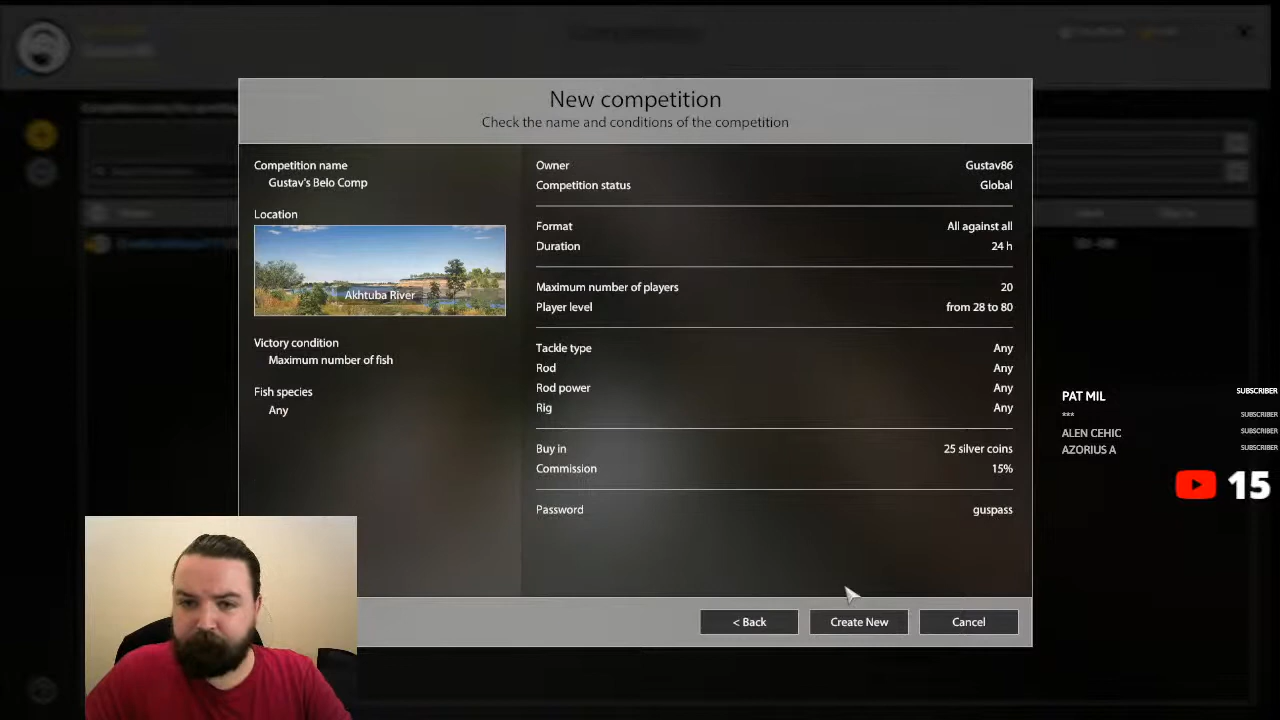 New competition
Check the name and conditions of the competition
Competition name
Gustav's Belo Comp
Location
Akhtuba River
Victory condition
Maximum number of fish
Fish species
Any
Owner Gustav86
Competition status Global
Format All against all
Duration 24 h
Maximum number of players 20
Player level from 28 to 80
Tackle type Any
Rod Any
Rod power Any
Rig Any
Buy in 25 silver coins
Commission 15%
Password guspass
< Back Create New Cancel
PAT MIL SUBSCRIBER
*** SUBSCRIBER
ALEN CEHIC SUBSCRIBER
AZORIUS A SUBSCRIBER
15